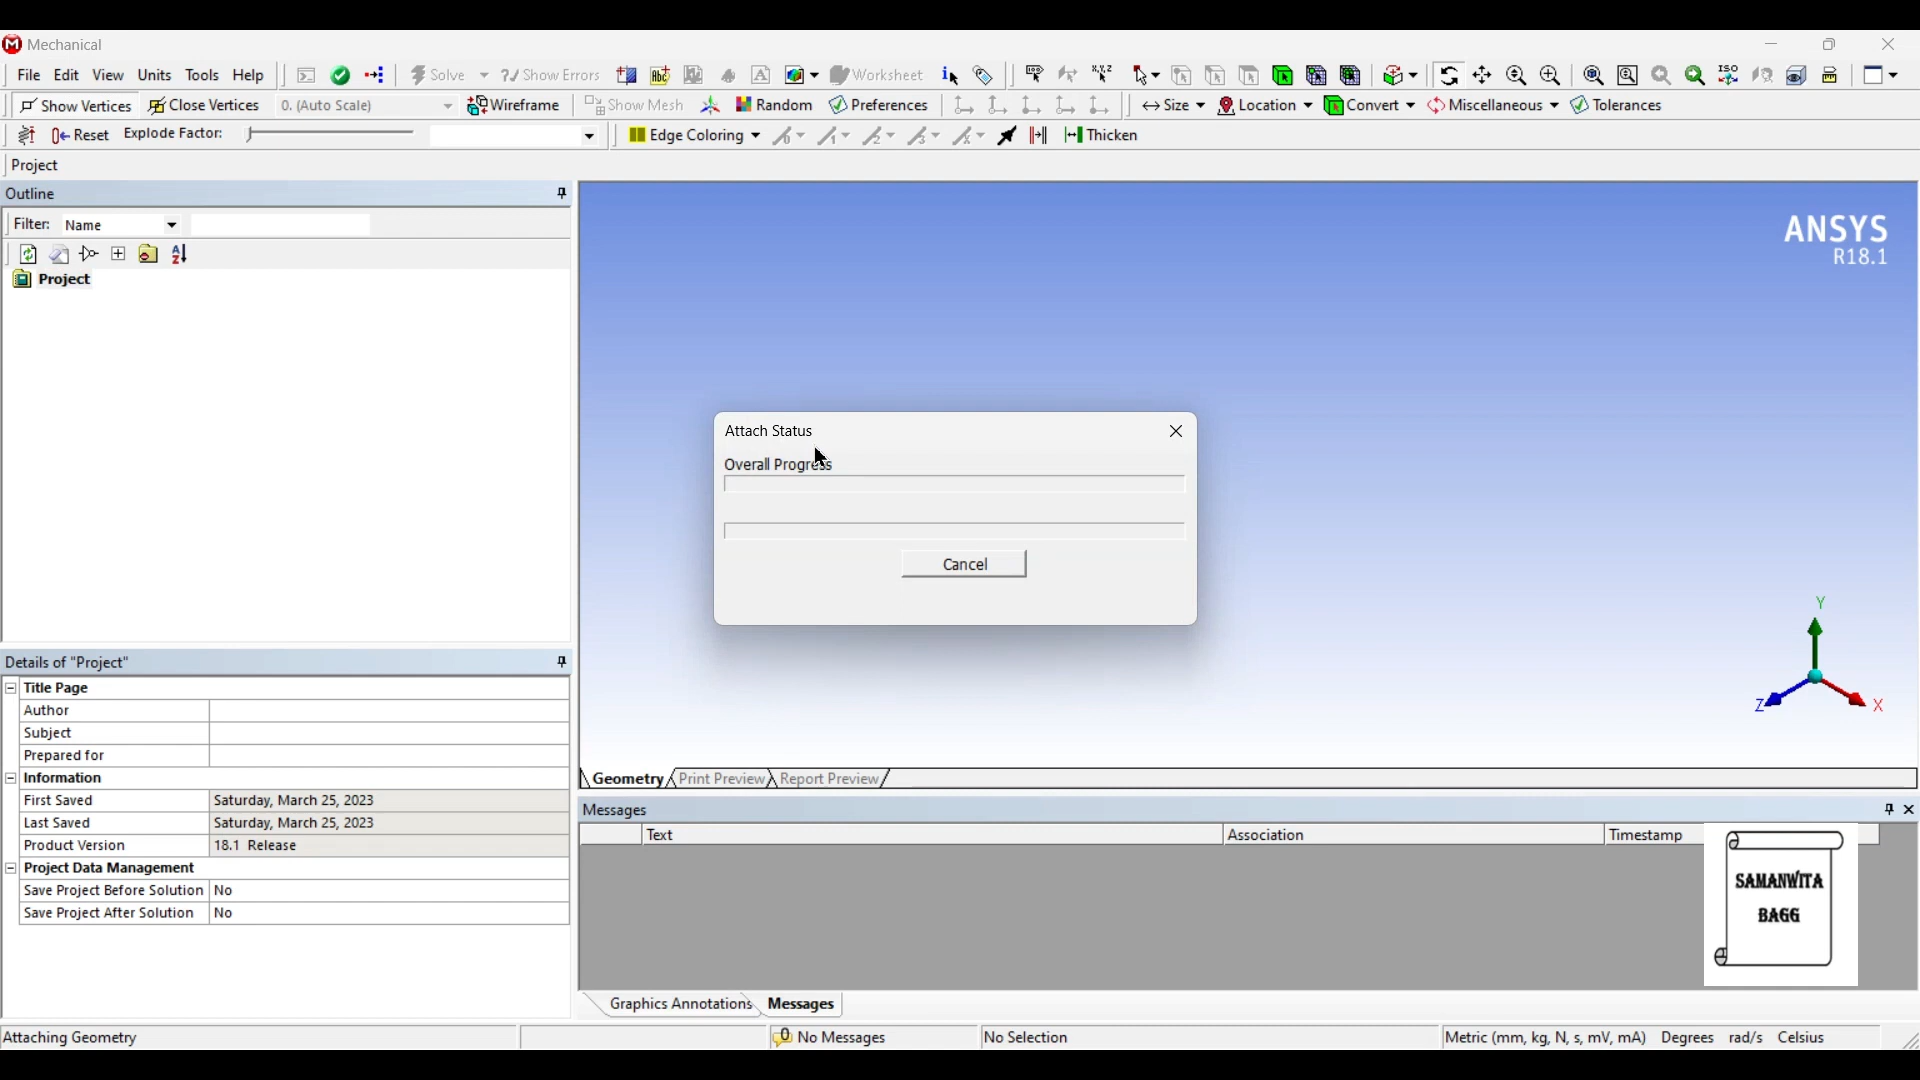 Mechanical
File Edit View Units Tools Help Solve ?/ Show Errors Worksheet
Show Vertices Close Vertices 0. (Auto Scale) Wireframe Show Mesh Random Preferences Size Location Convert Miscellaneous Tolerances
Reset Explode Factor: Edge Coloring Thicken
Project
Outline
Filter: Name
Project
ANSYS
R18.1
Attach Status
Overall Progress
Cancel
Y
Z
X
Details of "Project"
Title Page
Author
Subject
Prepared for
Information
First Saved Saturday, March 25, 2023
Last Saved Saturday, March 25, 2023
Product Version 18.1 Release
Project Data Management
Save Project Before Solution No
Save Project After Solution No
Geometry Print Preview Report Preview
Messages
Text Association Timestamp
SAMANWITA
BAGG
Graphics Annotations Messages
Attaching Geometry 0 No Messages No Selection Metric (mm, kg, N, s, mV, mA) Degrees rad/s Celsius